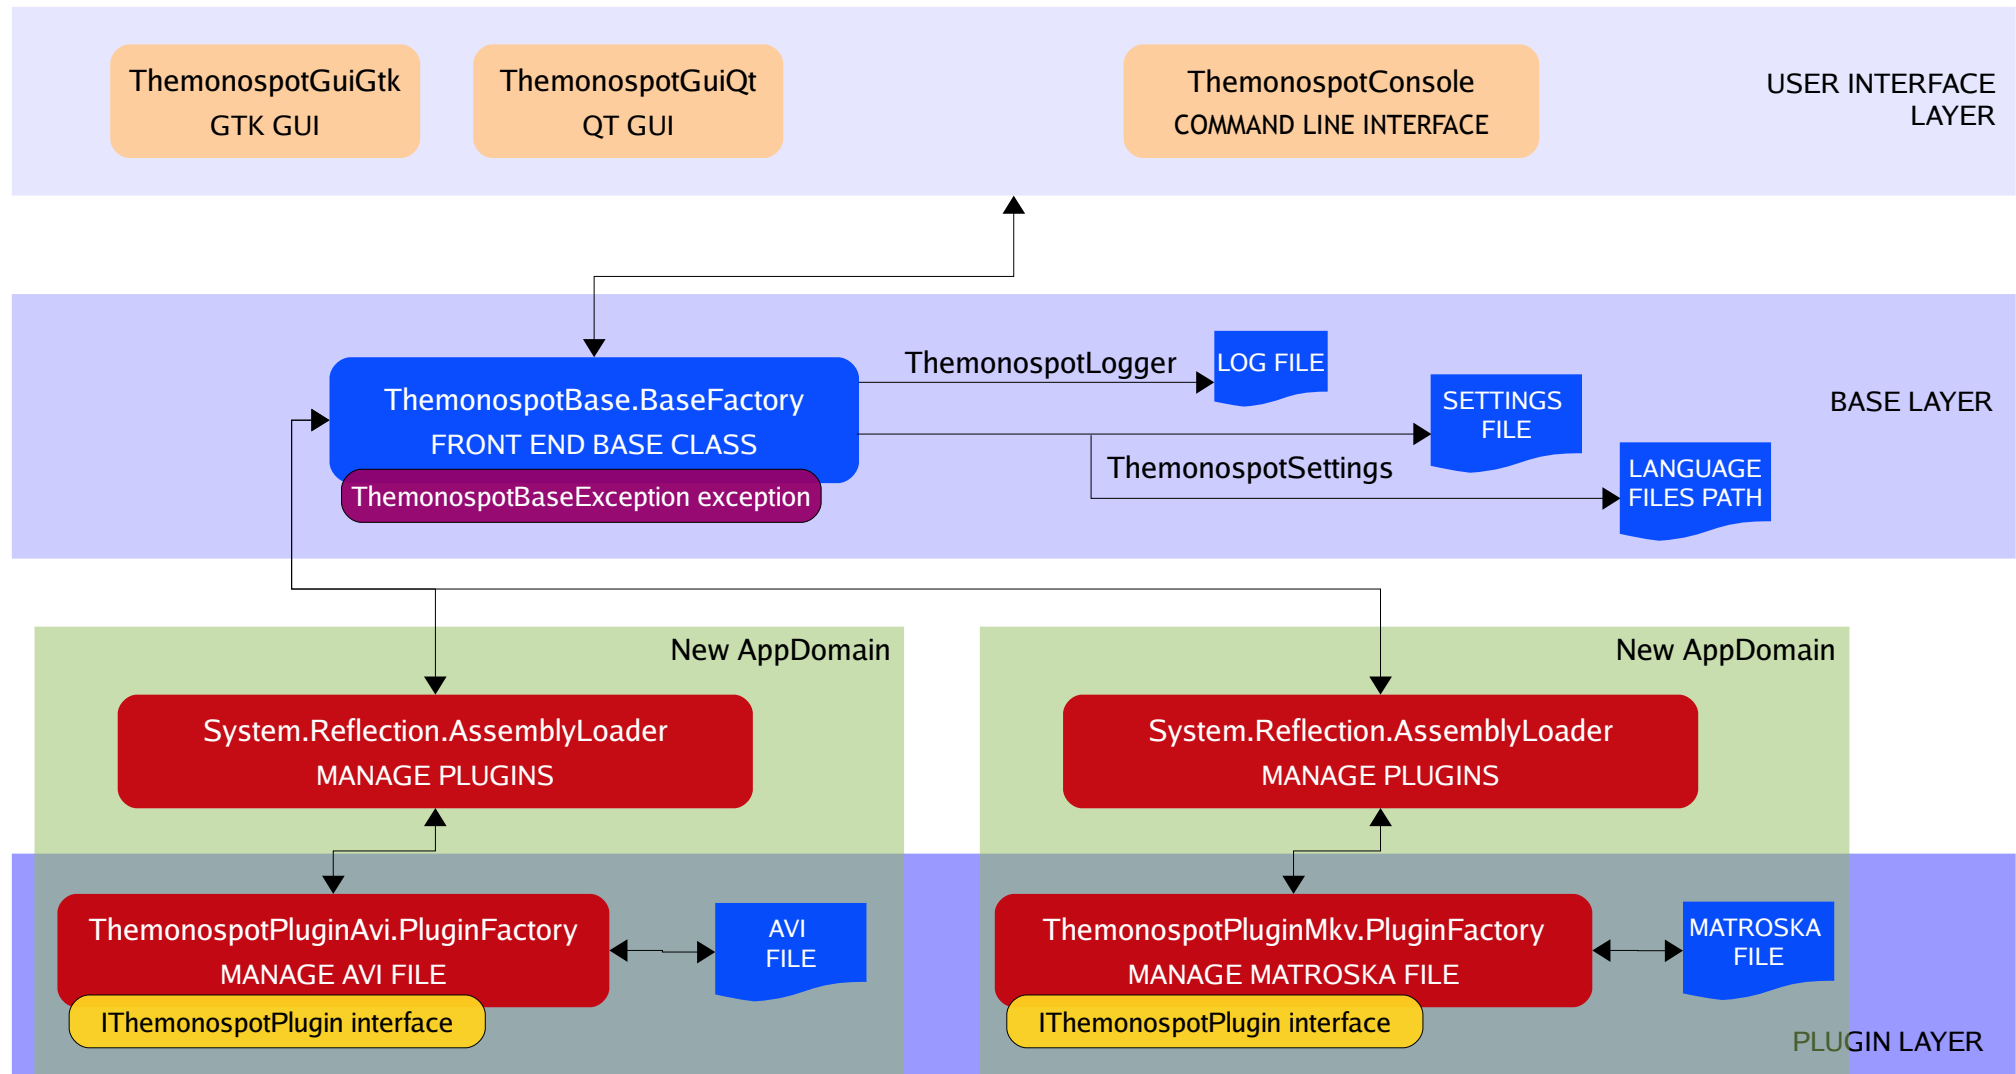 ThemonospotGuiGtk
GTK GUI
ThemonospotGuiQt
QT GUI
ThemonospotConsole
COMMAND LINE INTERFACE
USER INTERFACE
LAYER
ThemonospotBase.BaseFactory
FRONT END BASE CLASS
ThemonospotBaseException exception
ThemonospotLogger
LOG FILE
SETTINGS
FILE
ThemonospotSettings
LANGUAGE
FILES PATH
BASE LAYER
New AppDomain
System.Reflection.AssemblyLoader
MANAGE PLUGINS
ThemonospotPluginAvi.PluginFactory
MANAGE AVI FILE
IThemonospotPlugin interface
AVI
FILE
New AppDomain
System.Reflection.AssemblyLoader
MANAGE PLUGINS
ThemonospotPluginMkv.PluginFactory
MANAGE MATROSKA FILE
IThemonospotPlugin interface
MATROSKA
FILE
PLUGIN LAYER